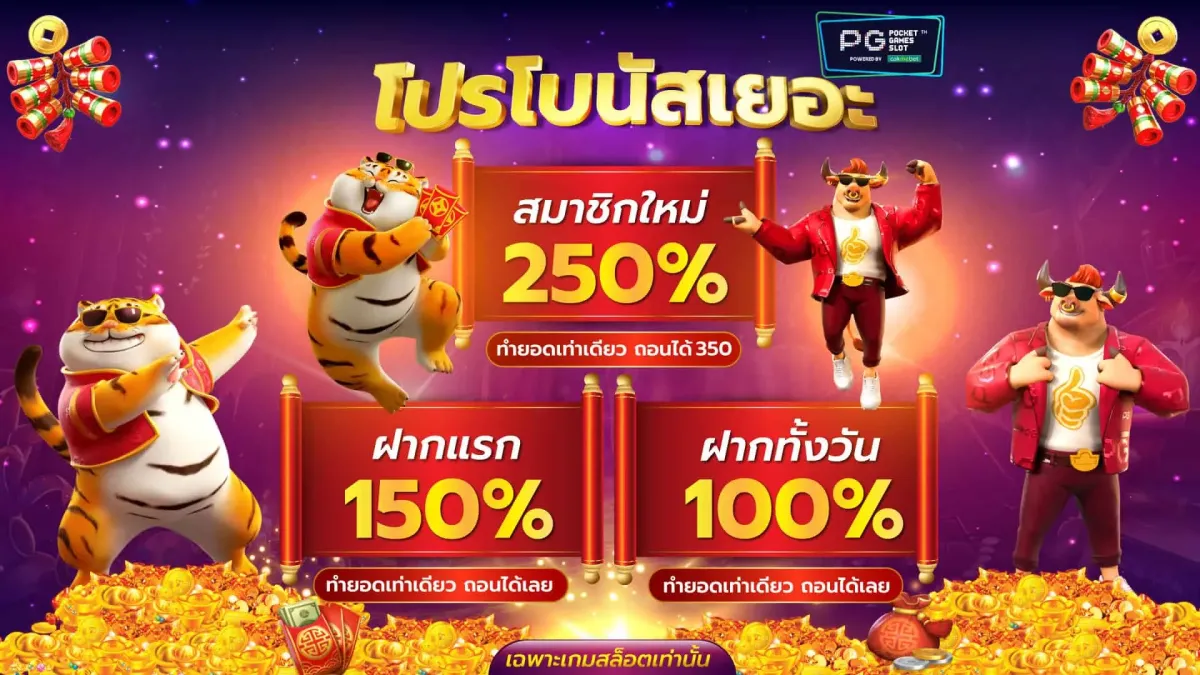 PG POCKET GAMES SLOT TM
POWERED BY
โปรโบนัสเยอะ
สมาชิกใหม่
250%
ทำยอดเท่าเดียว ถอนได้ 350
ฝากแรก
150%
ทำยอดเท่าเดียว ถอนได้เลย
ฝากทั้งวัน
100%
ทำยอดเท่าเดียว ถอนได้เลย
เฉพาะเกมสล็อตเท่านั้น